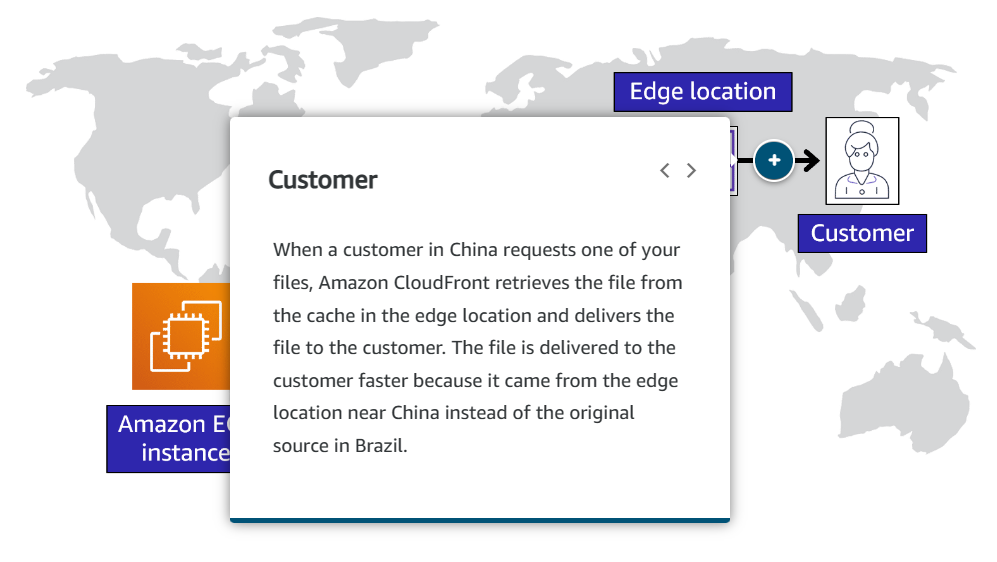 Edge location
Customer
Customer
When a customer in China requests one of your
files, Amazon CloudFront retrieves the file from
the cache in the edge location and delivers the
file to the customer. The file is delivered to the
customer faster because it came from the edge
location near China instead of the original
source in Brazil.
Amazon
instance